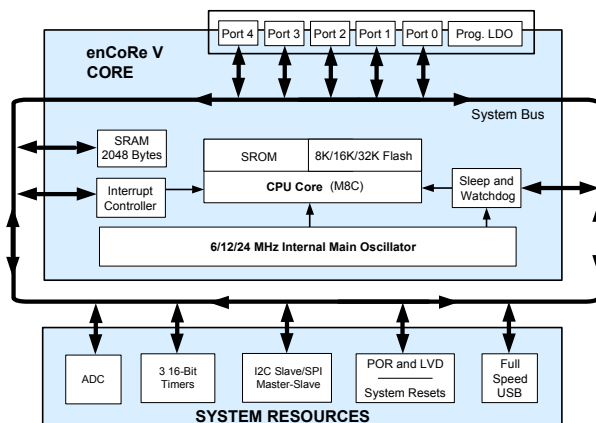 Port 4 Port 3 Port 2 Port 1 Port 0 Prog. LDO
enCoRe V
CORE
System Bus
SRAM
2048 Bytes
SROM 8K/16K/32K Flash
CPU Core (M8C)
Interrupt
Controller
Sleep and
Watchdog
6/12/24 MHz Internal Main Oscillator
ADC
3 16-Bit
Timers
I2C Slave/SPI
Master-Slave
POR and LVD
System Resets
Full
Speed
USB
SYSTEM RESOURCES